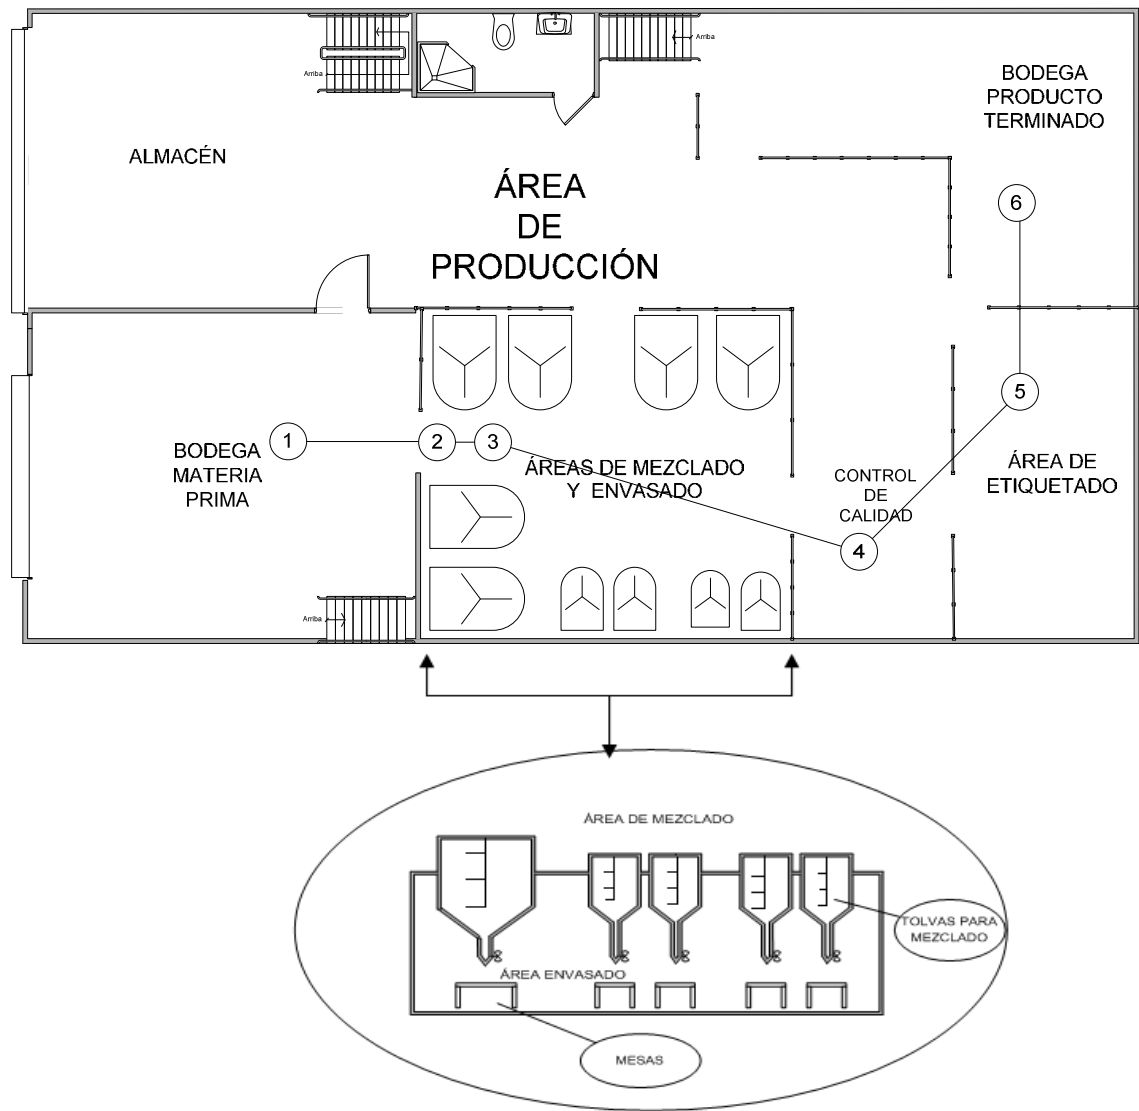 Arriba
Arriba
BODEGA
PRODUCTO
TERMINADO
ALMACÉN
ÁREA
DE
PRODUCCIÓN
6
5
1
2
3
BODEGA
MATERIA
PRIMA
ÁREAS DE MEZCLADO
Y ENVASADO
CONTROL
DE
CALIDAD
ÁREA DE
ETIQUETADO
4
Arriba
ÁREA DE MEZCLADO
TOLVAS PARA
MEZCLADO
ÁREA ENVASADO
MESAS